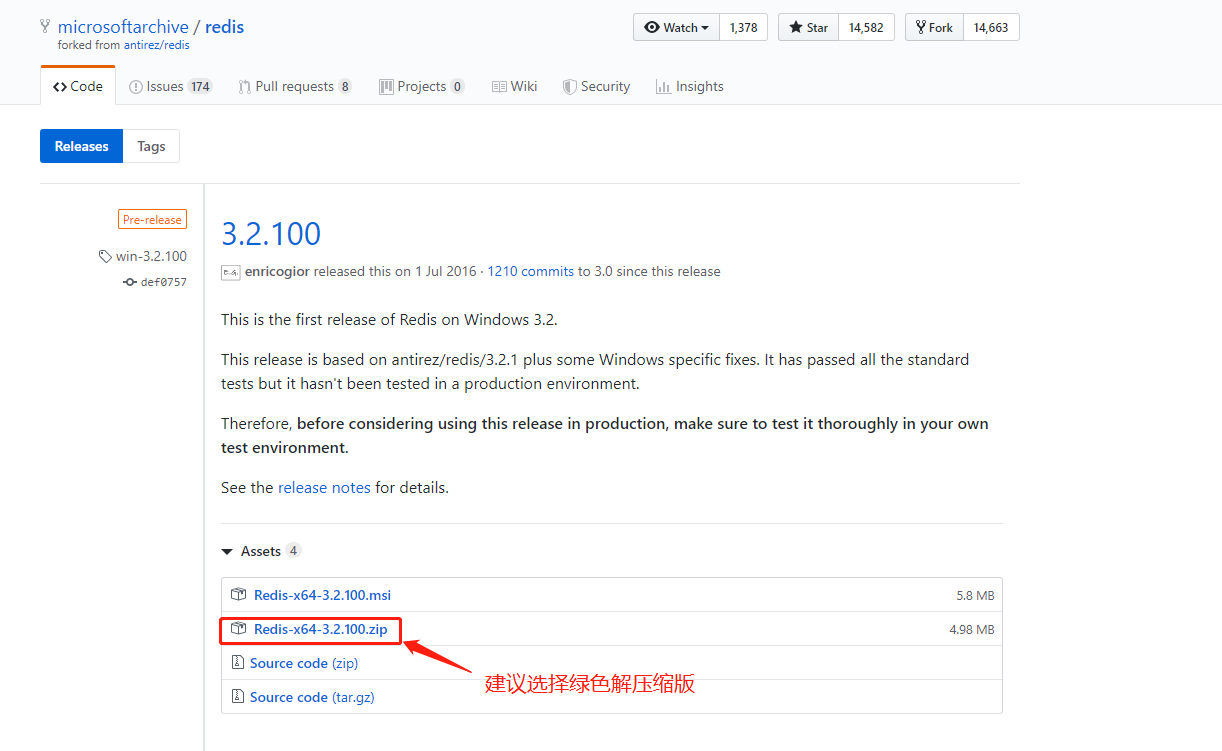 microsoftarchive / redis
forked from antirez/redis
Watch 1,378 Star 14,582 Fork 14,663
Code Issues 174 Pull requests 8 Projects 0 Wiki Security Insights
Releases Tags
Pre-release
win-3.2.100
def0757
3.2.100
enricogior released this on 1 Jul 2016 · 1210 commits to 3.0 since this release
This is the first release of Redis on Windows 3.2.
This release is based on antirez/redis/3.2.1 plus some Windows specific fixes. It has passed all the standard
tests but it hasn't been tested in a production environment.
Therefore, before considering using this release in production, make sure to test it thoroughly in your own
test environment.
See the release notes for details.
Assets 4
Redis-x64-3.2.100.msi 5.8 MB
Redis-x64-3.2.100.zip 4.98 MB
Source code (zip)
建议选择绿色解压缩版
Source code (tar.gz)